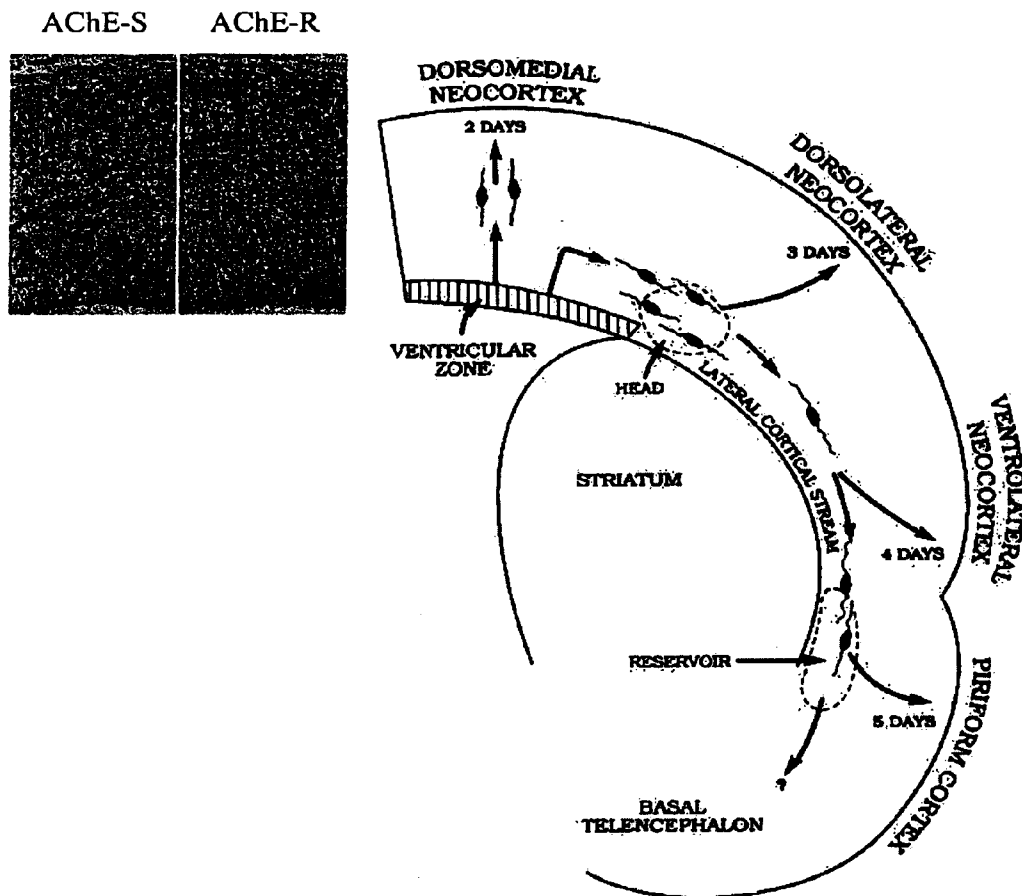 AChE-S AChE-R
DORSOMEDIAL
NEOCORTEX
2 DAYS
DORSOLATERAL
NEOCORTEX
3 DAYS
VENTRICULAR
ZONE
HEAD
LATERAL CORTICAL STREAM
STRIATUM
VENTROLATERAL
NEOCORTEX
4 DAYS
RESERVOIR
5 DAYS
PIRIFORM CORTEX
?
BASAL
TELENCEPHALON